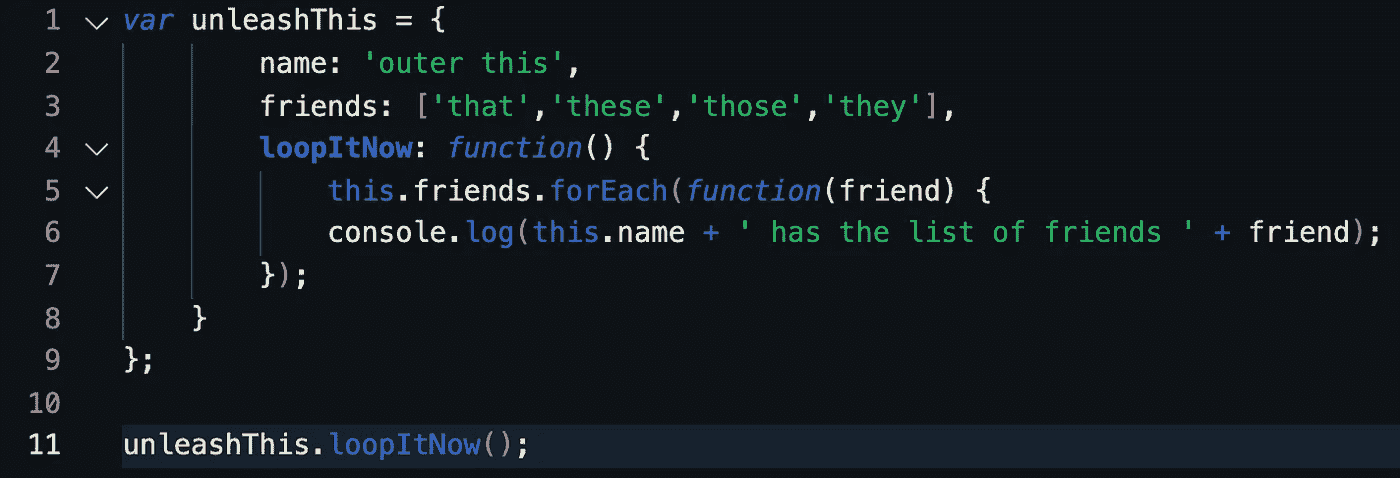 1 var unleashThis = {
2 name: 'outer this',
3 friends: ['that','these','those','they'],
4 loopItNow: function() {
5 this.friends.forEach(function(friend) {
6 console.log(this.name + ' has the list of friends ' + friend);
7 });
8 }
9 };
10
11 unleashThis.loopItNow();